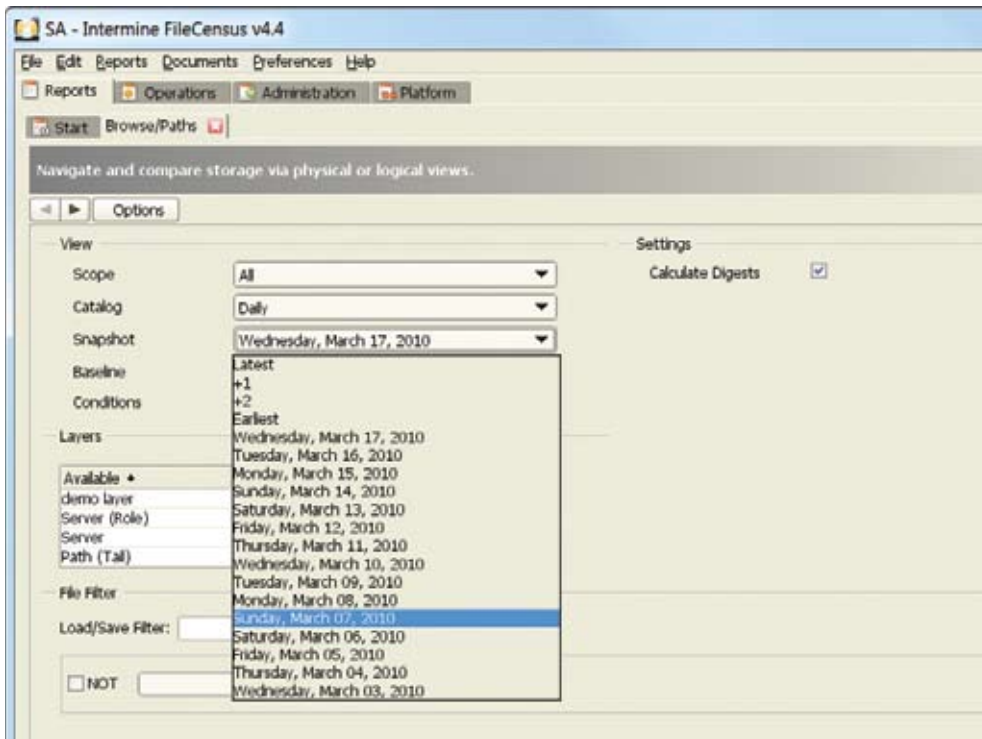 SA - Intermine FileCensus v4.4
File Edit Reports Documents Preferences Help
Reports Operations Administration Platform
Start Browse/Paths
Navigate and compare storage via physical or logical views.
Options
View
Settings
Scope All
Calculate Digests
Catalog Daily
Snapshot Wednesday, March 17, 2010
Baseline
Conditions
Latest
+1
+2
Earliest
Wednesday, March 17, 2010
Tuesday, March 16, 2010
Monday, March 15, 2010
Sunday, March 14, 2010
Saturday, March 13, 2010
Friday, March 12, 2010
Thursday, March 11, 2010
Wednesday, March 10, 2010
Tuesday, March 09, 2010
Monday, March 08, 2010
Sunday, March 07, 2010
Saturday, March 06, 2010
Friday, March 05, 2010
Thursday, March 04, 2010
Wednesday, March 03, 2010
Layers
Available
demo layer
Server (Role)
Server
Path (Tail)
File Filter
Load/Save Filter:
NOT